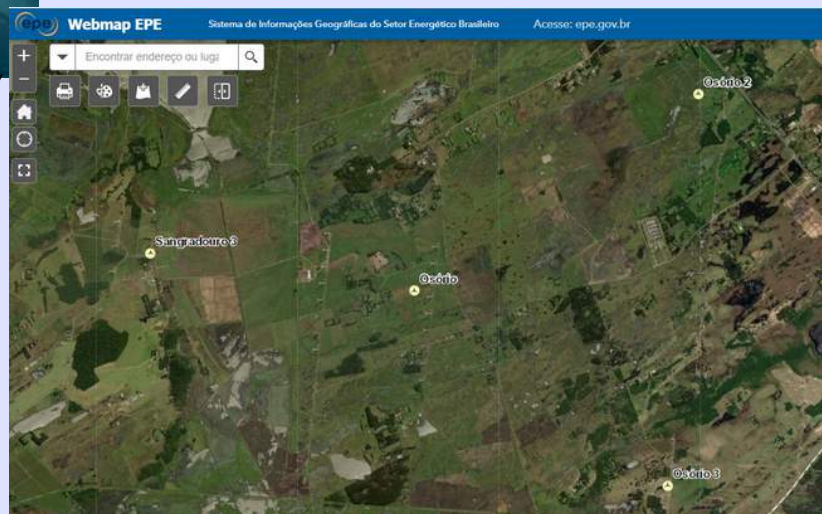 epe Webmap EPE Sistema de Informações Geográficas do Setor Energético Brasileiro Acesse: epe.gov.br
Encontrar endereço ou luga
Osório 2
Sangradouro 3
Osório
Osório 3